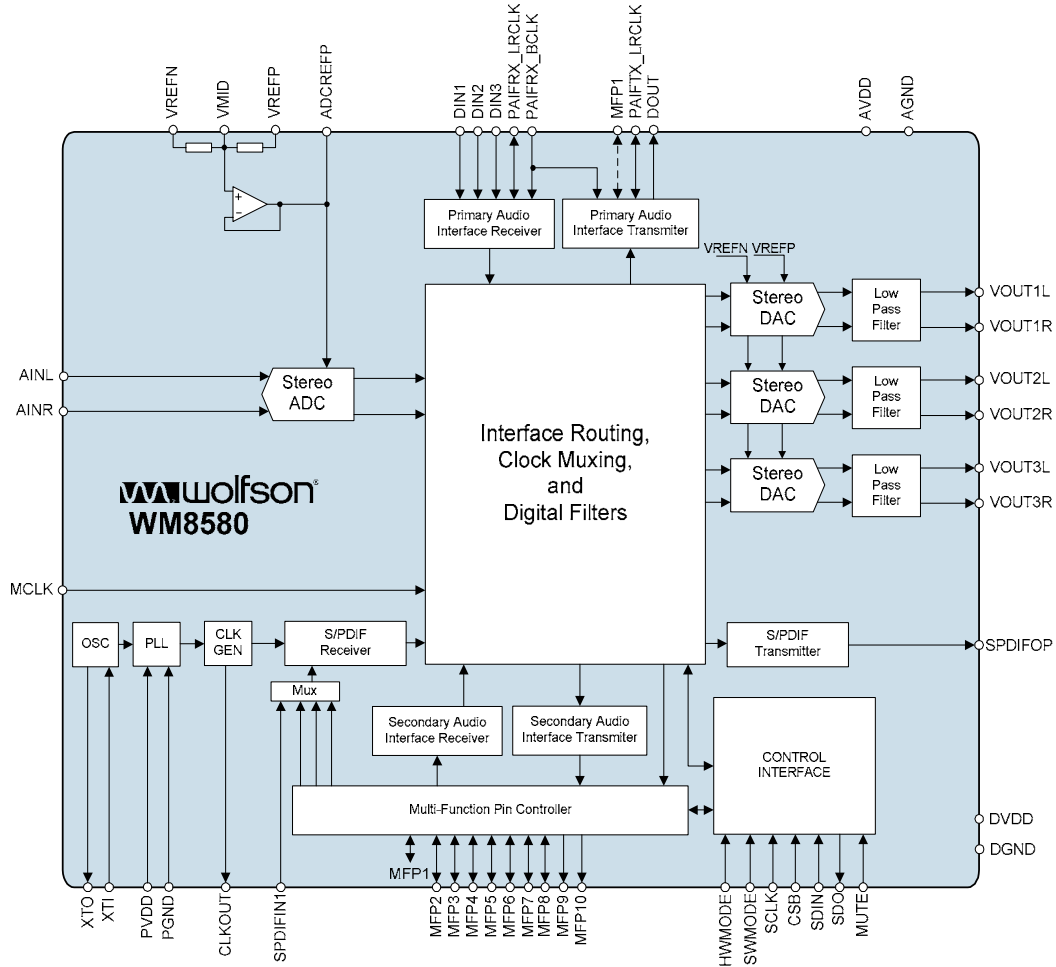 VREFN
VMID
VREFP
ADCREFP
DIN1
DIN2
DIN3
PAIFRX_LRCLK
PAIFRX_BCLK
MFP1
PAIFTX_LRCLK
DOUT
AVDD
AGND
+
−
Primary Audio
Interface Receiver
Primary Audio
Interface Transmiter
VREFN VREFP
Stereo
DAC
Low
Pass
Filter
VOUT1L
VOUT1R
AINL
AINR
Stereo
ADC
Stereo
DAC
Low
Pass
Filter
VOUT2L
VOUT2R
Interface Routing,
Clock Muxing,
and
Digital Filters
Stereo
DAC
Low
Pass
Filter
VOUT3L
VOUT3R
wolfson®
WM8580
MCLK
OSC
PLL
CLK
GEN
S/PDIF
Receiver
S/PDIF
Transmitter
SPDIFOP
Mux
Secondary Audio
Interface Receiver
Secondary Audio
Interface Transmiter
CONTROL
INTERFACE
Multi-Function Pin Controller
DVDD
DGND
MFP1
XTO
XTI
PVDD
PGND
CLKOUT
SPDIFIN1
MFP2
MFP3
MFP4
MFP5
MFP6
MFP7
MFP8
MFP9
MFP10
HWMODE
SWMODE
SCLK
CSB
SDIN
SDO
MUTE